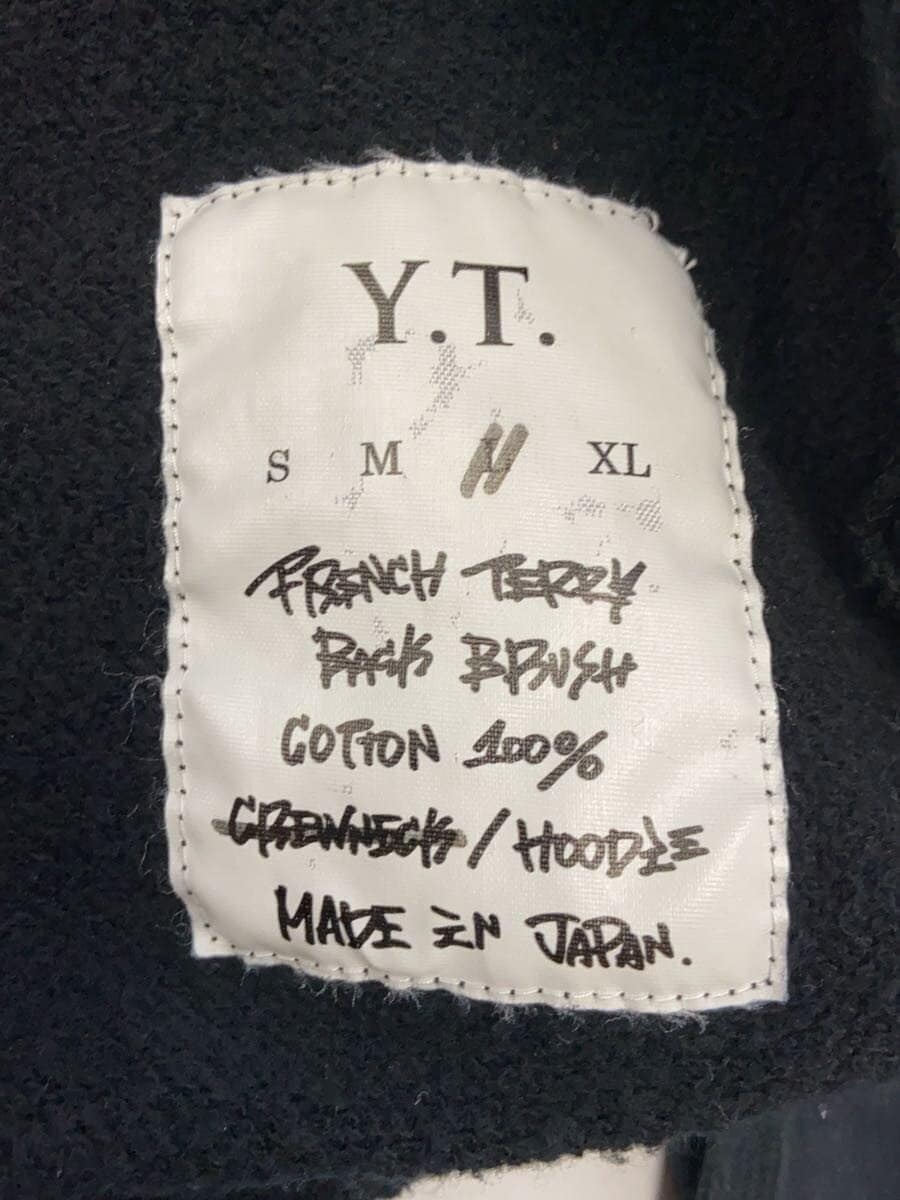 Y.T.
S M L XL
FRENCH TERRY
BACK BRUSH
COTTON 100%
CREWNECK / HOODIE
MADE IN JAPAN.